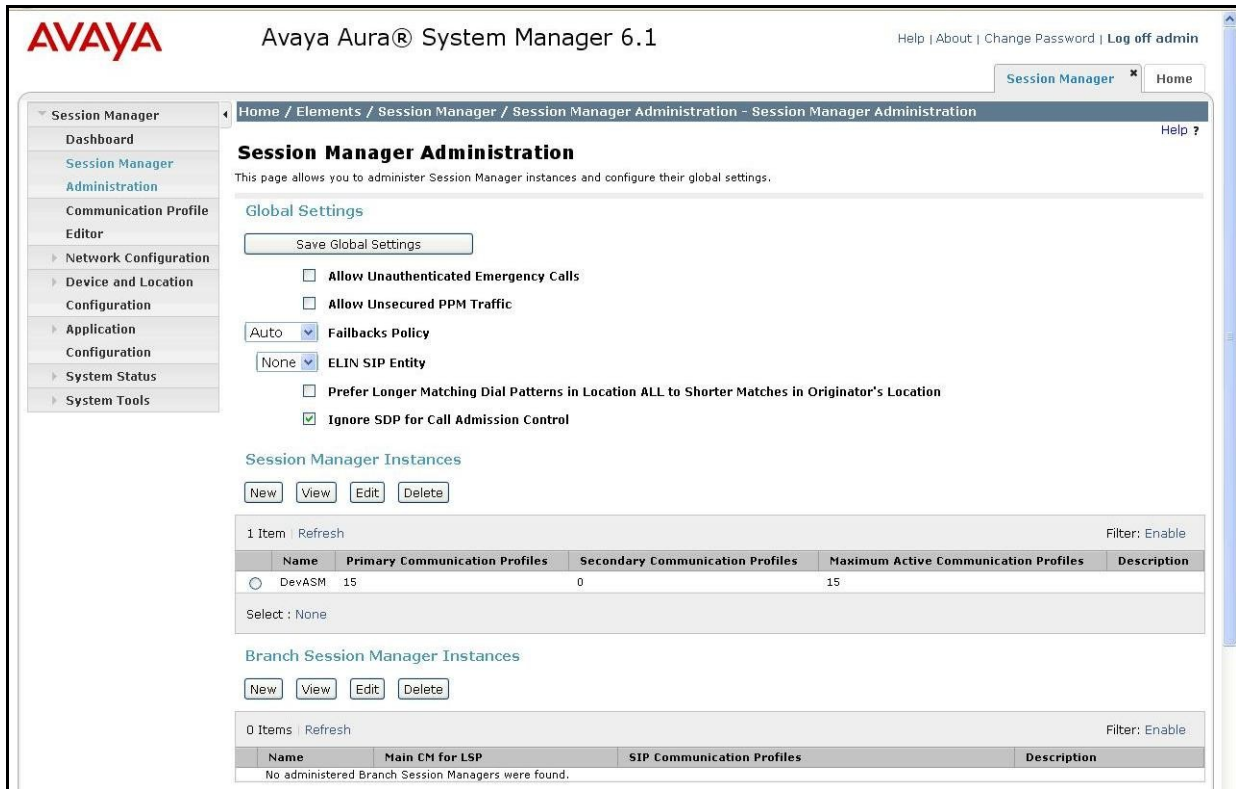 AVAYA
Avaya Aura® System Manager 6.1
Help | About | Change Password | Log off admin
Session Manager × Home
Session Manager
Dashboard
Session Manager
Administration
Communication Profile
Editor
Network Configuration
Device and Location
Configuration
Application
Configuration
System Status
System Tools
Home / Elements / Session Manager / Session Manager Administration - Session Manager Administration
Help ?
Session Manager Administration
This page allows you to administer Session Manager instances and configure their global settings.
Global Settings
Save Global Settings
Allow Unauthenticated Emergency Calls
Allow Unsecured PPM Traffic
Auto Failbacks Policy
None ELIN SIP Entity
Prefer Longer Matching Dial Patterns in Location ALL to Shorter Matches in Originator's Location
Ignore SDP for Call Admission Control
Session Manager Instances
New View Edit Delete
1 Item | Refresh Filter: Enable
Name Primary Communication Profiles Secondary Communication Profiles Maximum Active Communication Profiles Description
DevASM 15 0 15
Select : None
Branch Session Manager Instances
New View Edit Delete
0 Items | Refresh Filter: Enable
Name Main CM for LSP SIP Communication Profiles Description
No administered Branch Session Managers were found.